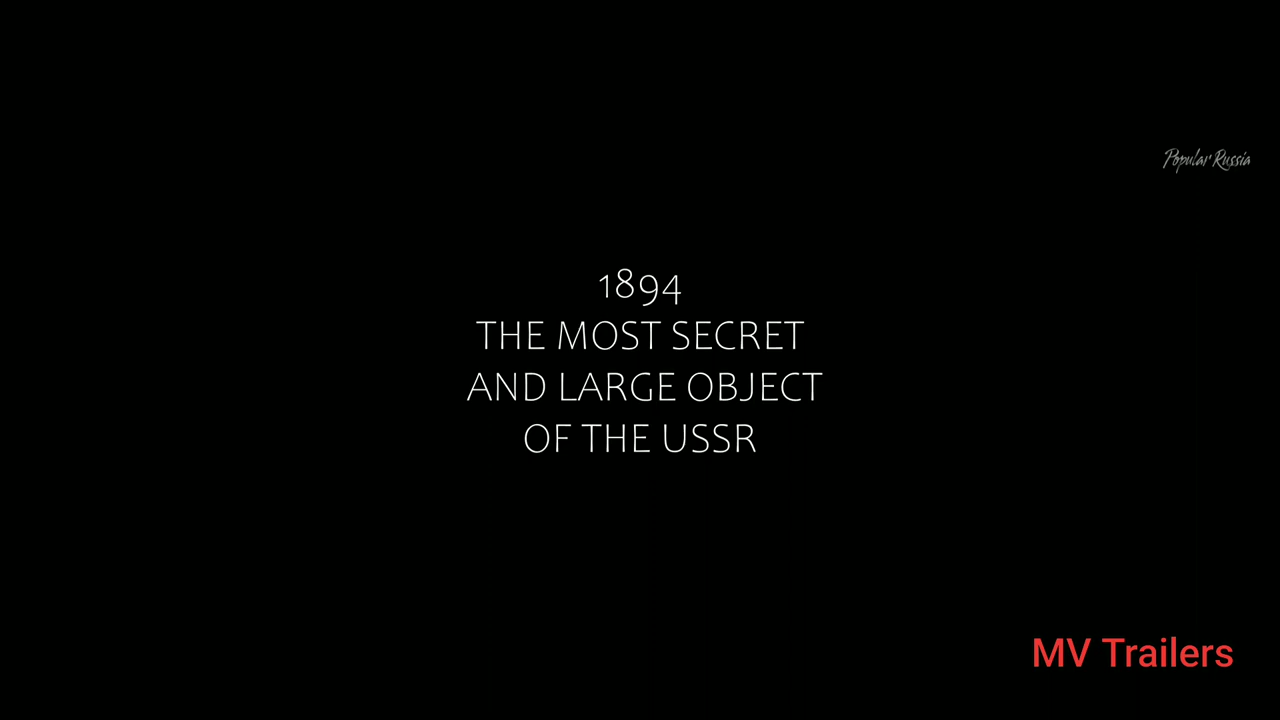 Popular Russia
1894
THE MOST SECRET
AND LARGE OBJECT
OF THE USSR
MV Trailers